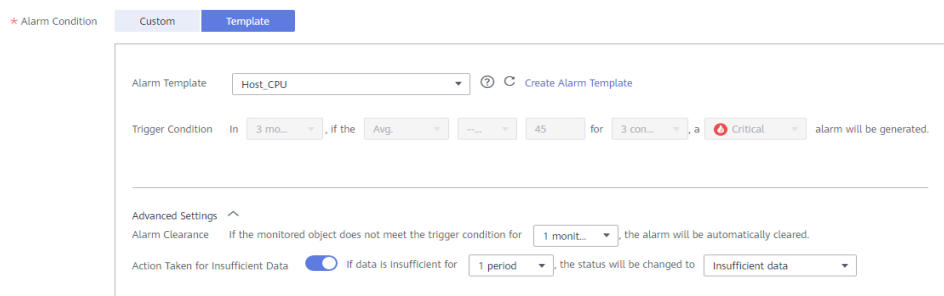 * Alarm Condition Custom Template
Alarm Template Host_CPU ? Create Alarm Template
Trigger Condition In 3 mo... , if the Avg. --... 45 for 3 con... , a Critical alarm will be generated.
Advanced Settings
Alarm Clearance If the monitored object does not meet the trigger condition for 1 monit... , the alarm will be automatically cleared.
Action Taken for Insufficient Data If data is insufficient for 1 period , the status will be changed to Insufficient data